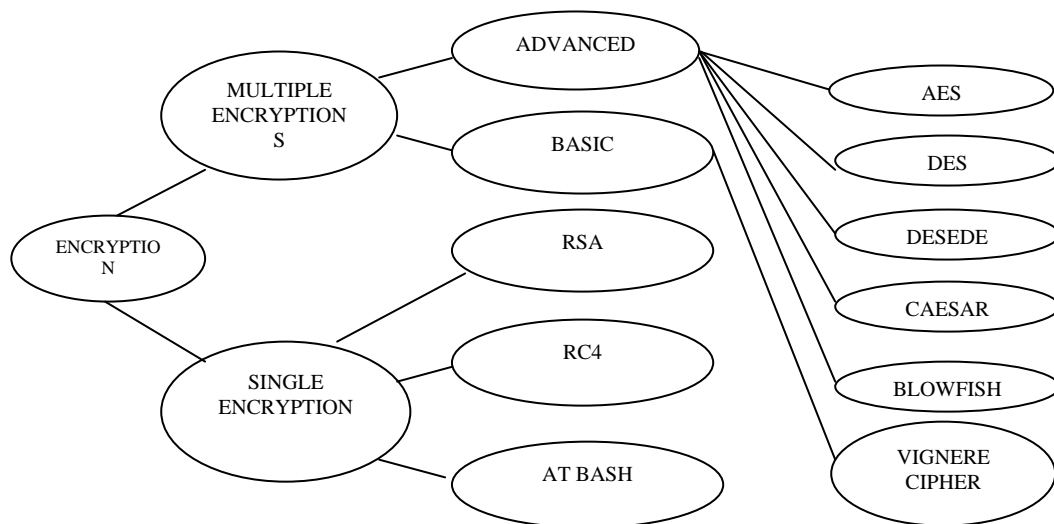 ADVANCED
MULTIPLE
ENCRYPTION
S
AES
BASIC
DES
ENCRYPTIO
N
RSA
DESEDE
CAESAR
RC4
SINGLE
ENCRYPTION
BLOWFISH
AT BASH
VIGNERE
CIPHER